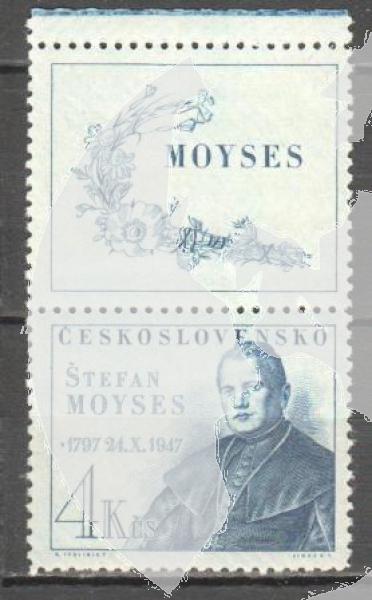 MOYSES
ČESKOSLOVENSKO
ŠTEFAN
MOYSES
·1797 24.X.1947
4 Kčs